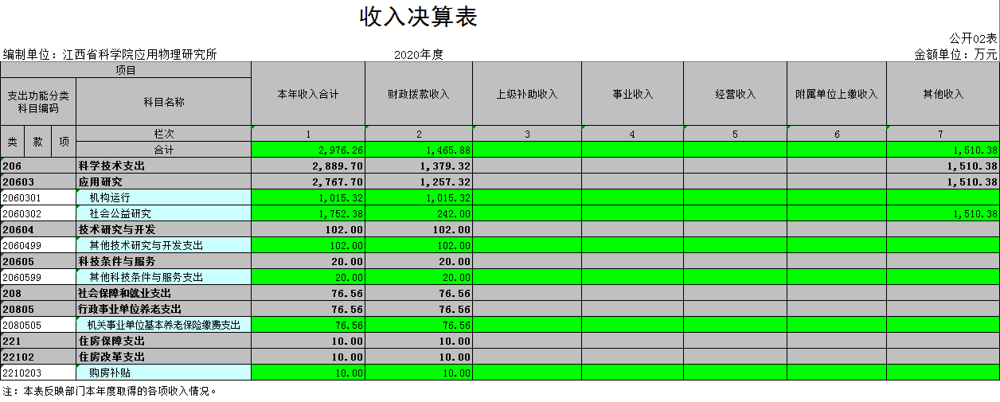 收入决算表
公开02表
编制单位：江西省科学院应用物理研究所 2020年度 金额单位：万元
项目
支出功能分类科目编码 科目名称 本年收入合计 财政拨款收入 上级补助收入 事业收入 经营收入 附属单位上缴收入 其他收入
类 款 项 栏次 1 2 3 4 5 6 7
合计 2,976.26 1,465.88 1,510.38
206 科学技术支出 2,889.70 1,379.32 1,510.38
20603 应用研究 2,767.70 1,257.32 1,510.38
2060301 机构运行 1,015.32 1,015.32
2060302 社会公益研究 1,752.38 242.00 1,510.38
20604 技术研究与开发 102.00 102.00
2060499 其他技术研究与开发支出 102.00 102.00
20605 科技条件与服务 20.00 20.00
2060599 其他科技条件与服务支出 20.00 20.00
208 社会保障和就业支出 76.56 76.56
20805 行政事业单位养老支出 76.56 76.56
2080505 机关事业单位基本养老保险缴费支出 76.56 76.56
221 住房保障支出 10.00 10.00
22102 住房改革支出 10.00 10.00
2210203 购房补贴 10.00 10.00
注：本表反映部门本年度取得的各项收入情况。